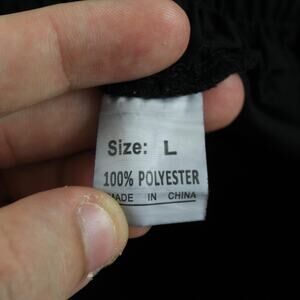 Size: L
100% POLYESTER
MADE IN CHINA